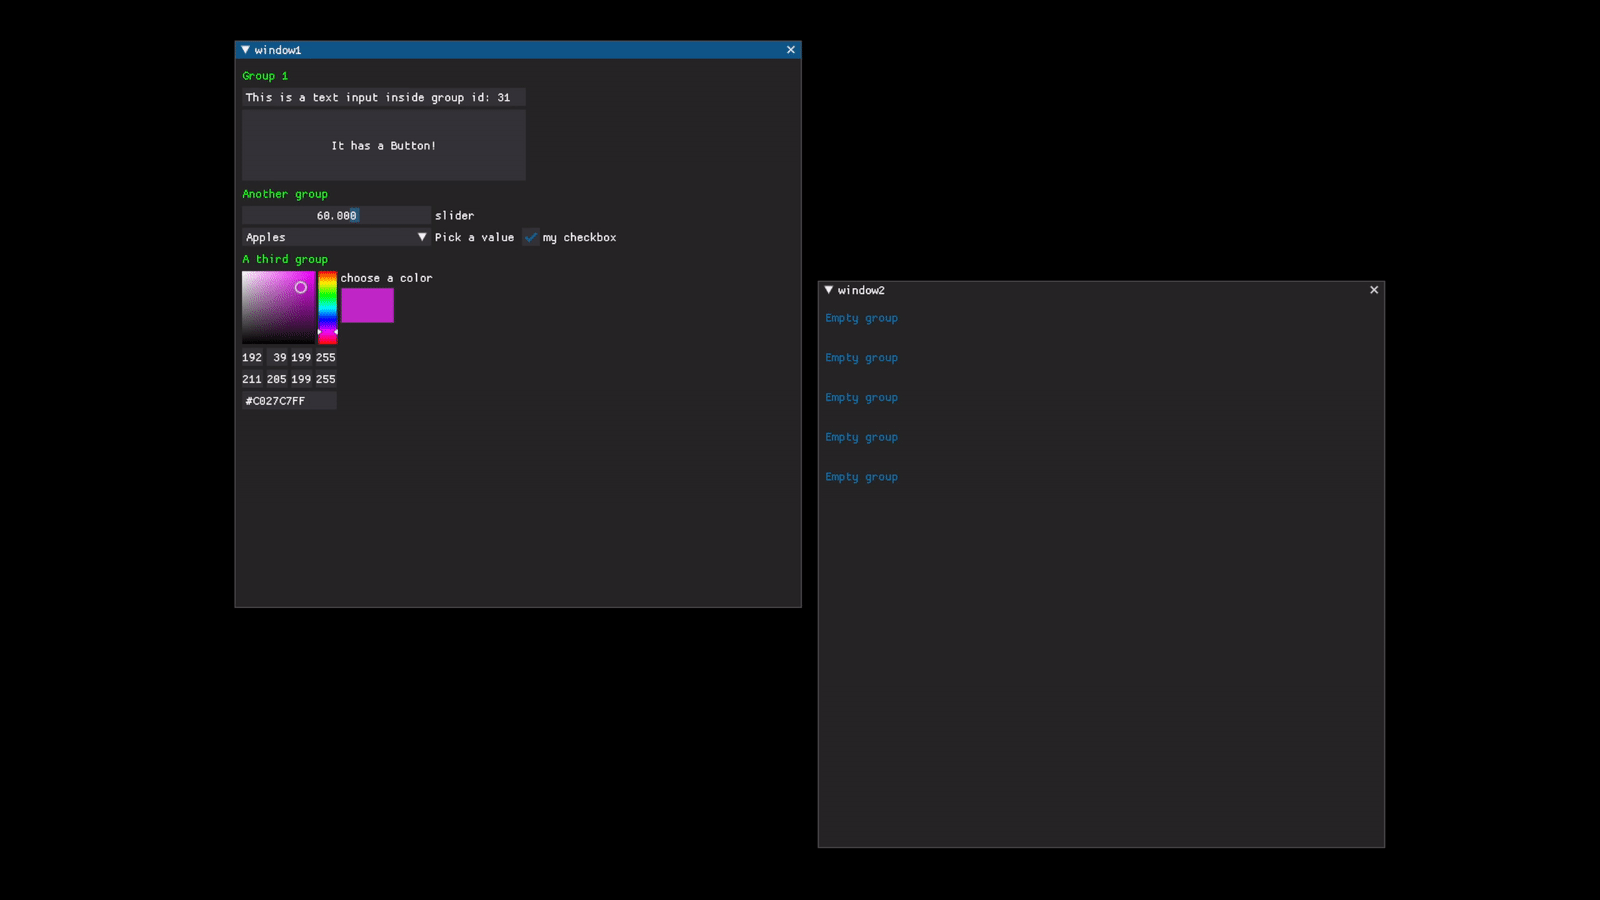 window1
Group 1
This is a text input inside group id: 31
It has a Button!
Another group
60.000 slider
Apples Pick a value my checkbox
A third group
choose a color
192 39 199 255
211 205 199 255
#C027C7FF
window2
Empty group
Empty group
Empty group
Empty group
Empty group